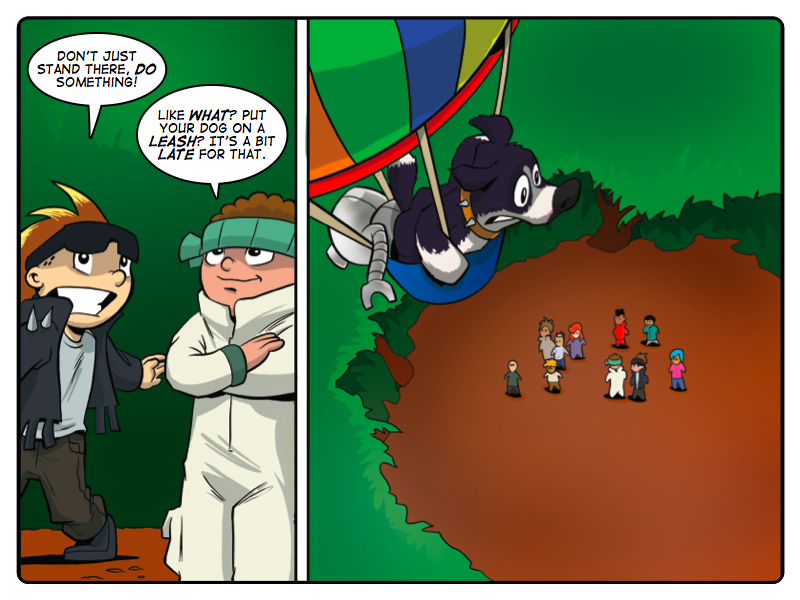 DON'T JUST
STAND THERE, DO
SOMETHING!
LIKE WHAT? PUT
YOUR DOG ON A
LEASH? IT'S A BIT
LATE FOR THAT.